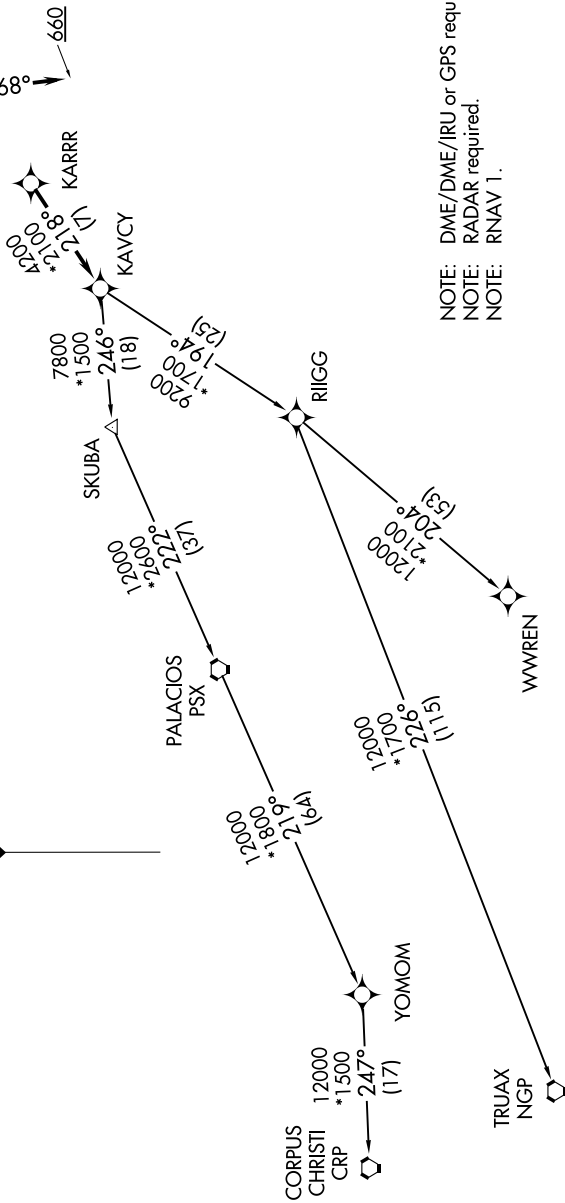 660
68°
KARRR
4200
*2100
218°
(7)
KAVCY
7800
*1500
246°
(18)
SKUBA
9200
*1700
194°
(25)
RIIGG
12000
*2600
222°
(37)
PALACIOS
PSX
12000
*2100
204°
(53)
WWREN
12000
*1700
226°
(115)
12000
*1800
219°
(64)
YOMOM
12000
*1500
247°
(17)
CORPUS
CHRISTI
CRP
TRUAX
NGP
NOTE: DME/DME/IRU or GPS requ
NOTE: RADAR required.
NOTE: RNAV 1.